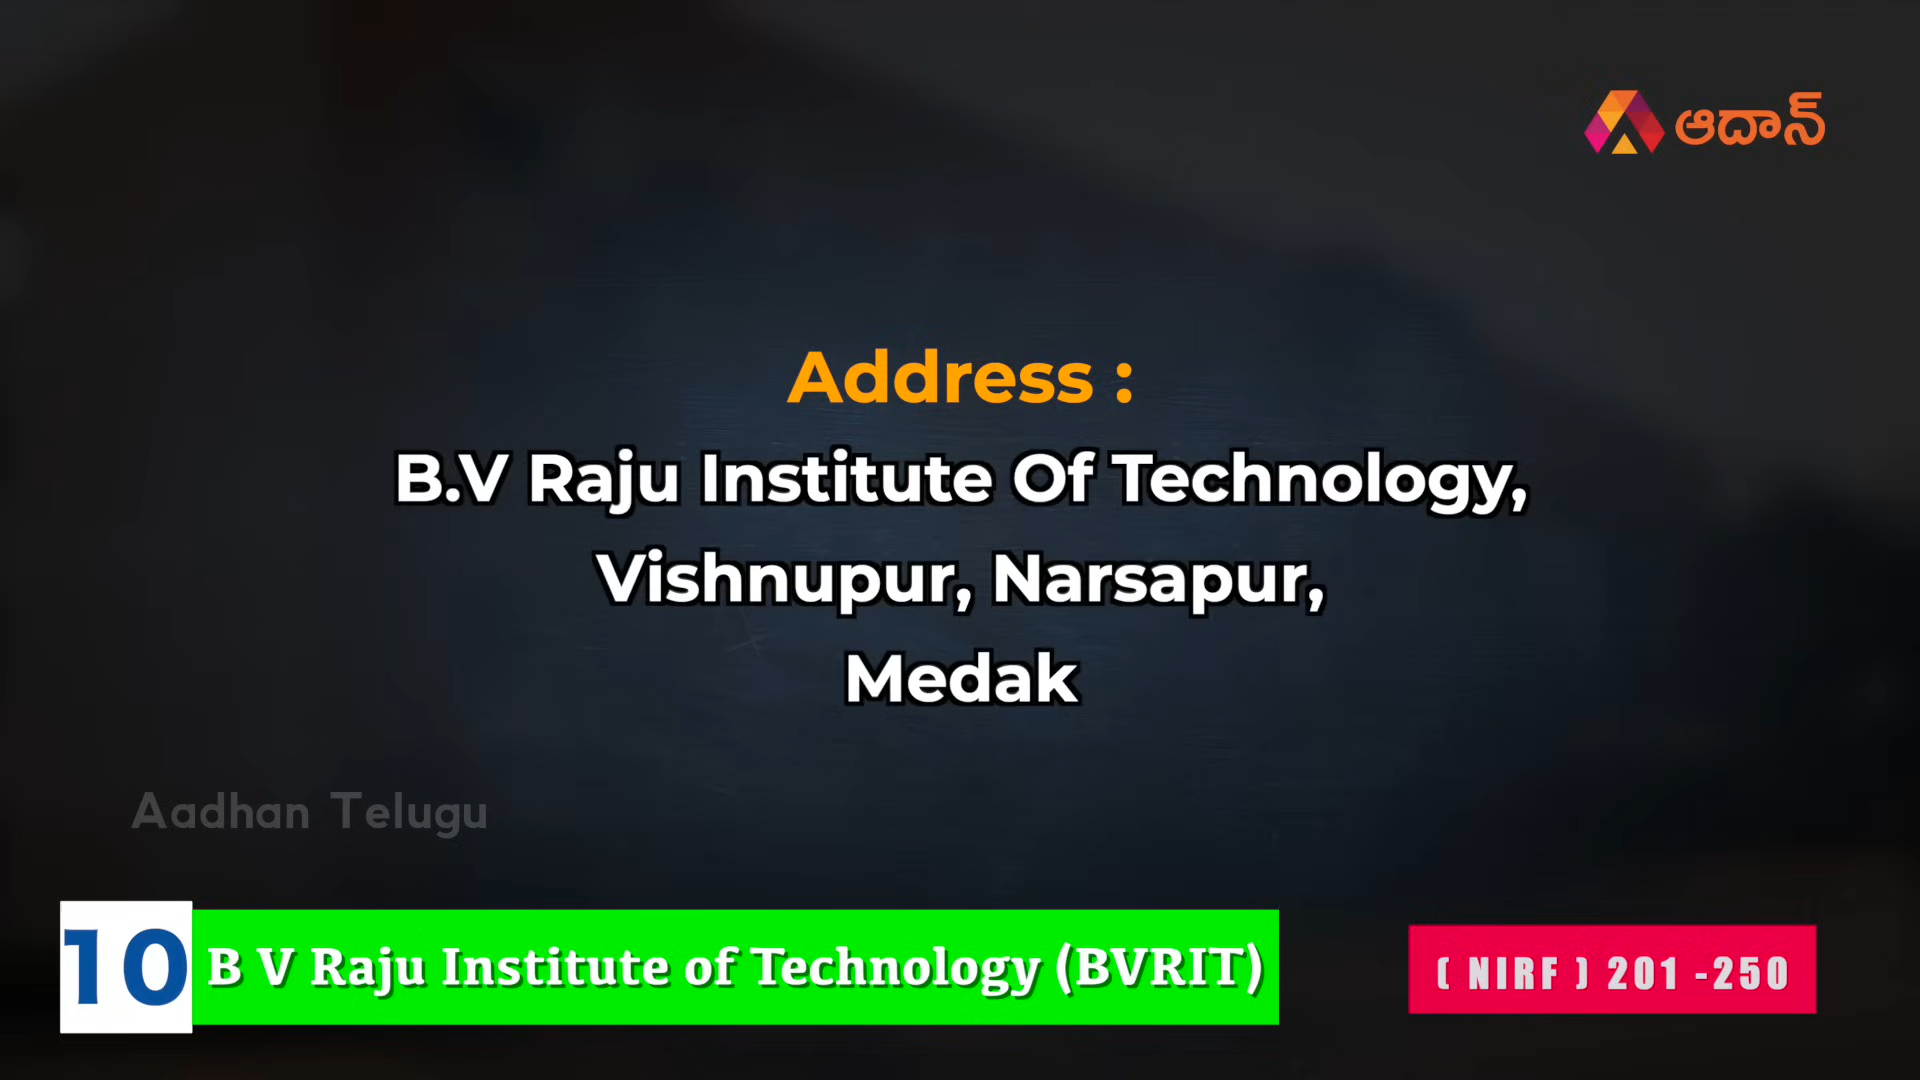 ఆదాన్
Address :
B.V Raju Institute Of Technology,
Vishnupur, Narsapur,
Medak
Aadhan Telugu
10 B V Raju Institute of Technology (BVRIT)
( NIRF ) 201 -250